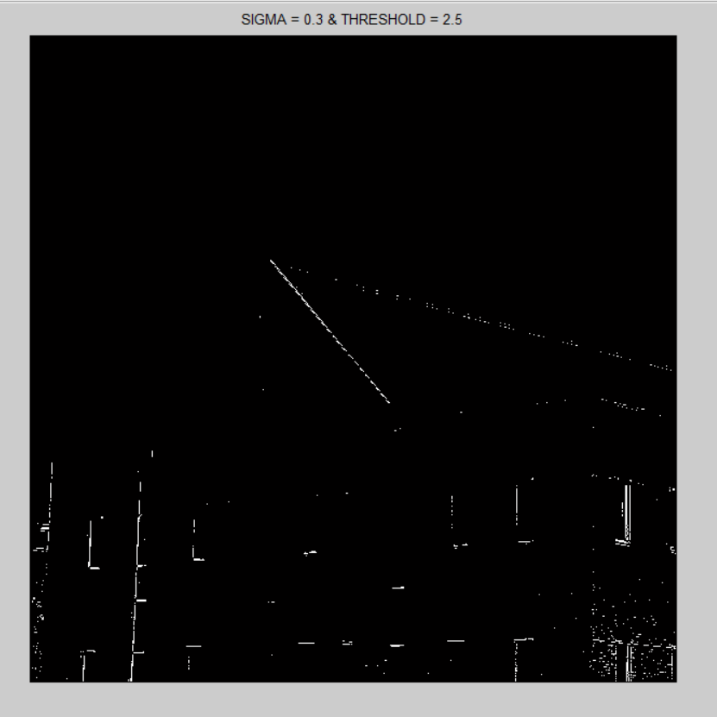 SIGMA = 0.3 & THRESHOLD = 2.5